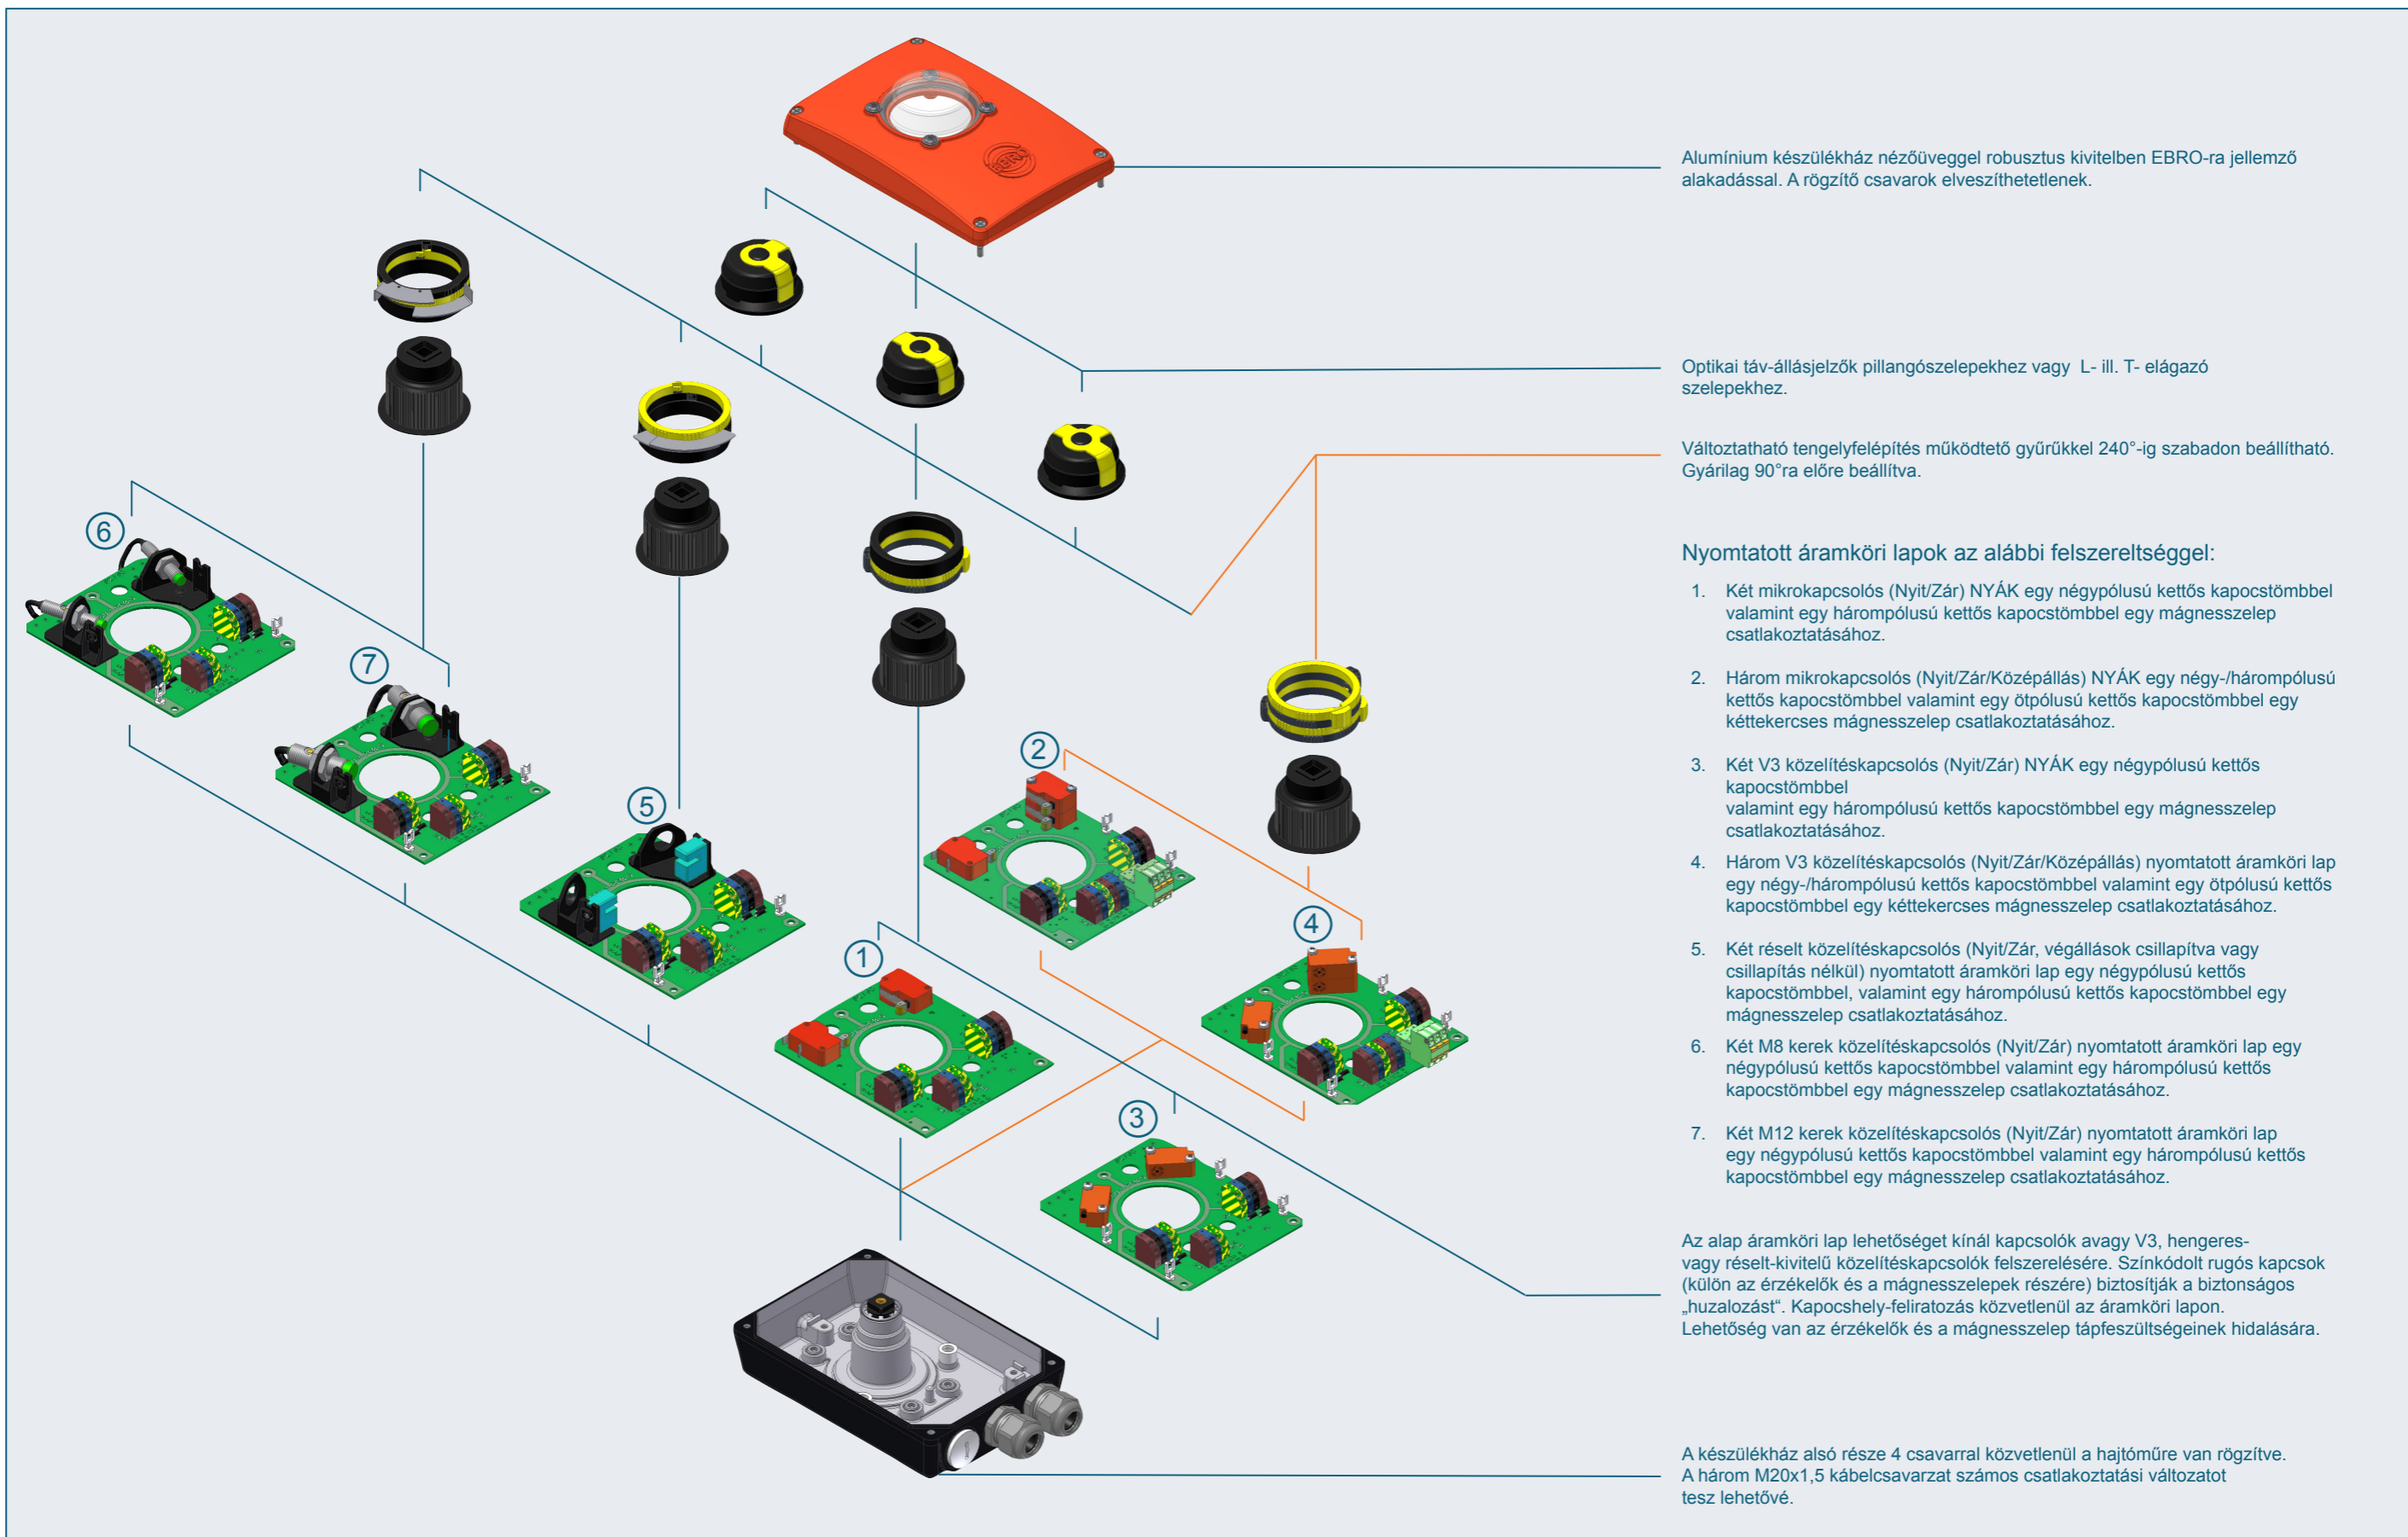 EBRO
Alumínium készülékház nézőüveggel robusztus kivitelben EBRO-ra jellemző
alakadással. A rögzítő csavarok elveszíthetetlenek.
Optikai táv-állásjelzők pillangószelepekhez vagy L- ill. T- elágazó
szelepekhez.
Változtatható tengelyfelépítés működtető gyűrűkkel 240°-ig szabadon beállítható.
Gyárilag 90°ra előre beállítva.
Nyomtatott áramköri lapok az alábbi felszereltséggel:
1. Két mikrokapcsolós (Nyit/Zár) NYÁK egy négypólusú kettős kapocstömbbel
valamint egy hárompólusú kettős kapocstömbbel egy mágnesszelep
csatlakoztatásához.
2. Három mikrokapcsolós (Nyit/Zár/Középállás) NYÁK egy négy-/hárompólusú
kettős kapocstömbbel valamint egy ötpólusú kettős kapocstömbbel egy
kéttekercses mágnesszelep csatlakoztatásához.
3. Két V3 közelítéskapcsolós (Nyit/Zár) NYÁK egy négypólusú kettős
kapocstömbbel
valamint egy hárompólusú kettős kapocstömbbel egy mágnesszelep
csatlakoztatásához.
4. Három V3 közelítéskapcsolós (Nyit/Zár/Középállás) nyomtatott áramköri lap
egy négy-/hárompólusú kettős kapocstömbbel valamint egy ötpólusú kettős
kapocstömbbel egy kéttekercses mágnesszelep csatlakoztatásához.
5. Két réselt közelítéskapcsolós (Nyit/Zár, végállások csillapítva vagy
csillapítás nélkül) nyomtatott áramköri lap egy négypólusú kettős
kapocstömbbel, valamint egy hárompólusú kettős kapocstömbbel egy
mágnesszelep csatlakoztatásához.
6. Két M8 kerek közelítéskapcsolós (Nyit/Zár) nyomtatott áramköri lap egy
négypólusú kettős kapocstömbbel valamint egy hárompólusú kettős
kapocstömbbel egy mágnesszelep csatlakoztatásához.
7. Két M12 kerek közelítéskapcsolós (Nyit/Zár) nyomtatott áramköri lap
egy négypólusú kettős kapocstömbbel valamint egy hárompólusú kettős
kapocstömbbel egy mágnesszelep csatlakoztatásához.
Az alap áramköri lap lehetőséget kínál kapcsolók avagy V3, hengeres-
vagy réselt-kivitelű közelítéskapcsolók felszerelésére. Színkódolt rugós kapcsok
(külön az érzékelők és a mágnesszelepek részére) biztosítják a biztonságos
„huzalozást“. Kapocshely-feliratozás közvetlenül az áramköri lapon.
Lehetőség van az érzékelők és a mágnesszelep tápfeszültségeinek hidalására.
A készülékház alsó része 4 csavarral közvetlenül a hajtóműre van rögzítve.
A három M20x1,5 kábelcsavarzat számos csatlakoztatási változatot
tesz lehetővé.
6
7
5
2
1
4
3